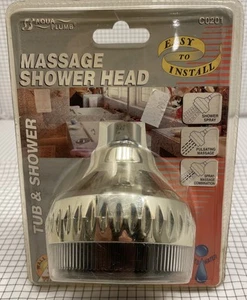 AQUA
PLUMB
C0201
MASSAGE
SHOWER HEAD
EASY
TO
INSTALL
SHOWER
SPRAY
PULSATING
MASSAGE
SPRAY
MASSAGE
COMBINATION
TUB & SHOWER